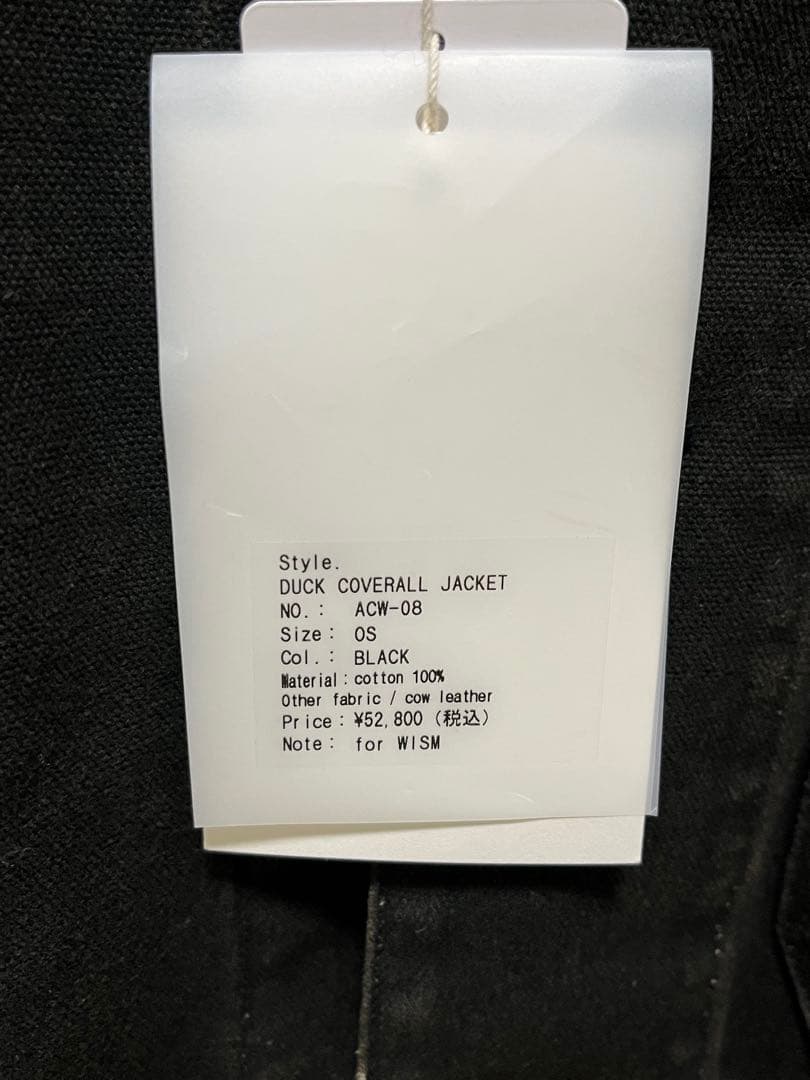 Style.
DUCK COVERALL JACKET
NO.: ACW-08
Size: OS
Col.: BLACK
Material:cotton 100%
Other fabric / cow leather
Price:¥52,800 (税込)
Note: for WISM